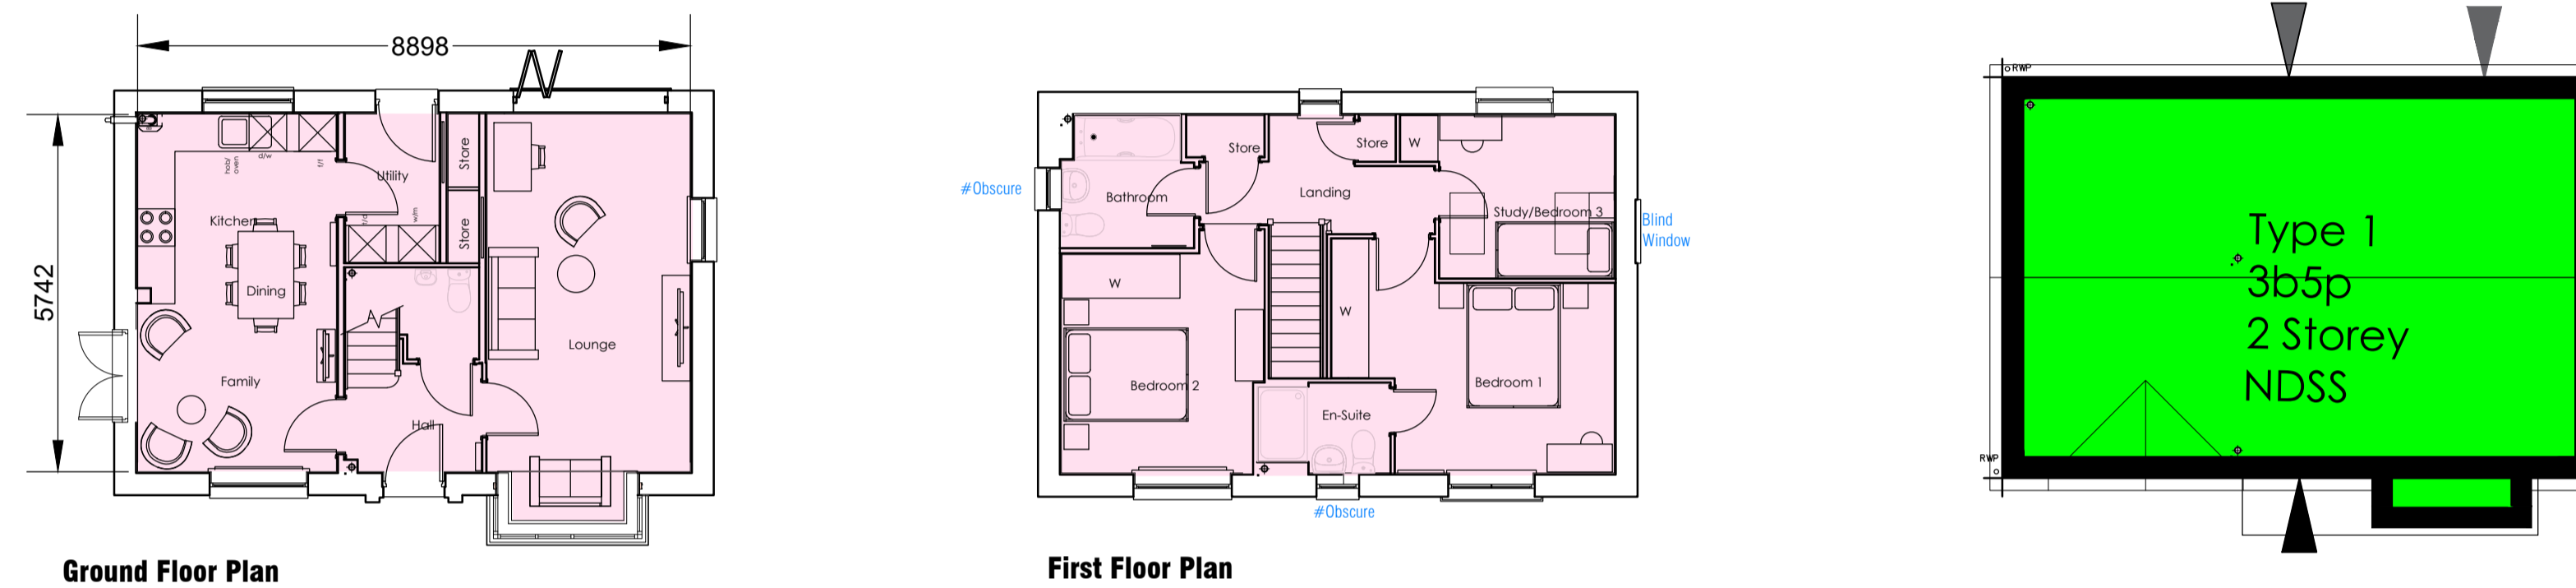 8898
5742
hob/
oven
d/w
f/f
Utility
Store
Store
t/d
w/m
Kitchen
Dining
Family
Lounge
Hall
Ground Floor Plan
#Obscure
Bathroom
Store
Landing
Store
W
Study/Bedroom 3
Blind
Window
W
W
Bedroom 2
Bedroom 1
En-Suite
#Obscure
First Floor Plan
RWP
RWP
Type 1
3b5p
2 Storey
NDSS